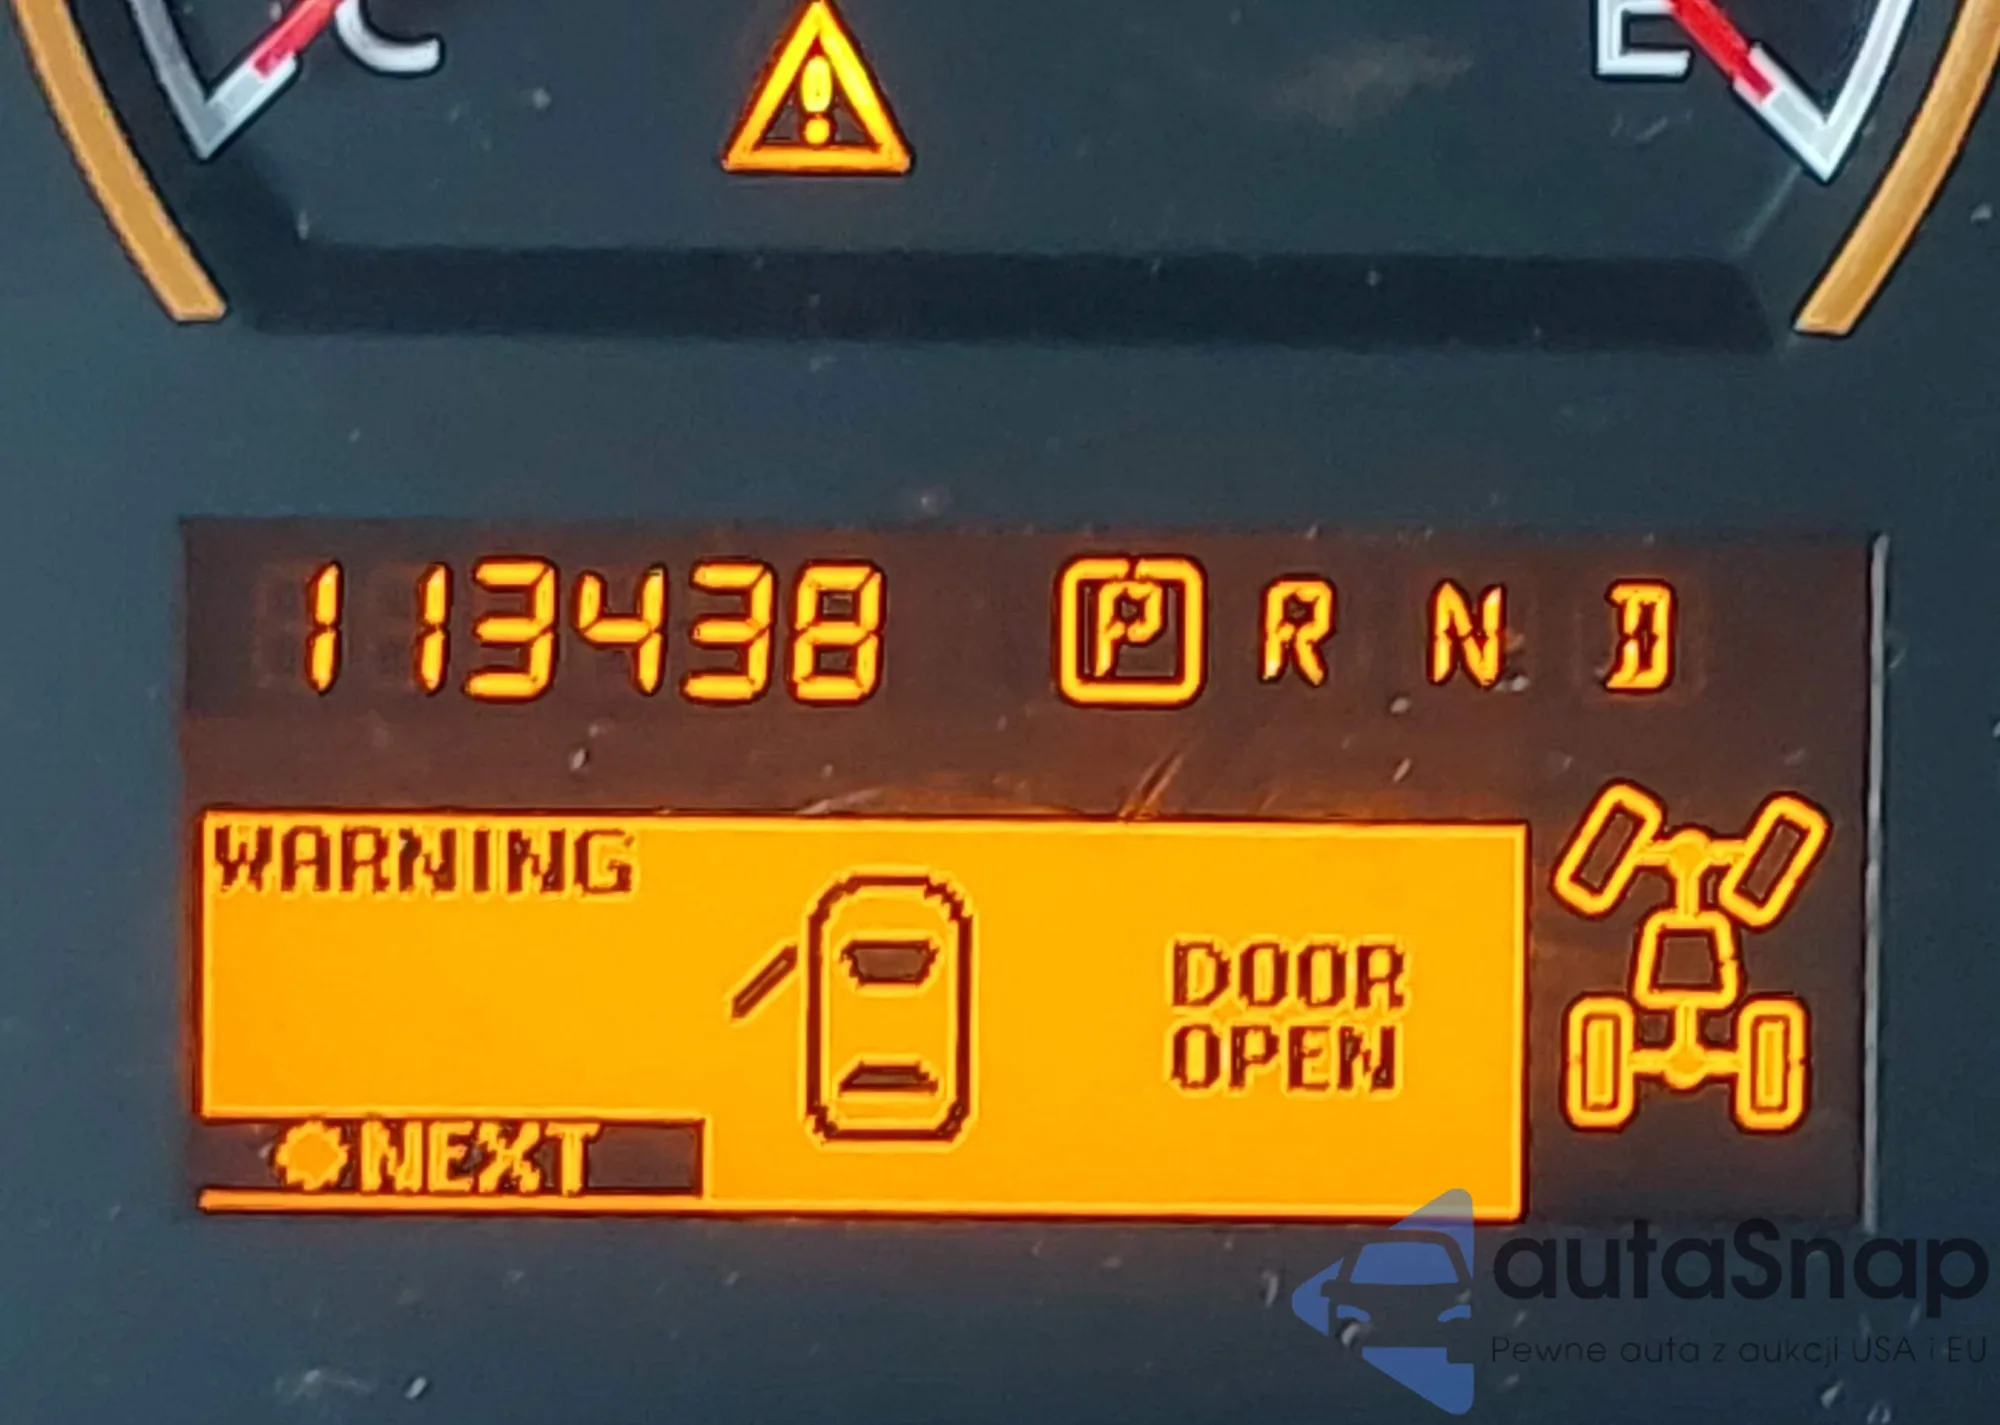 C E
113438 P R N D
WARNING
DOOR
OPEN
NEXT
autaSnap
Pewne auta z aukcji USA i EU